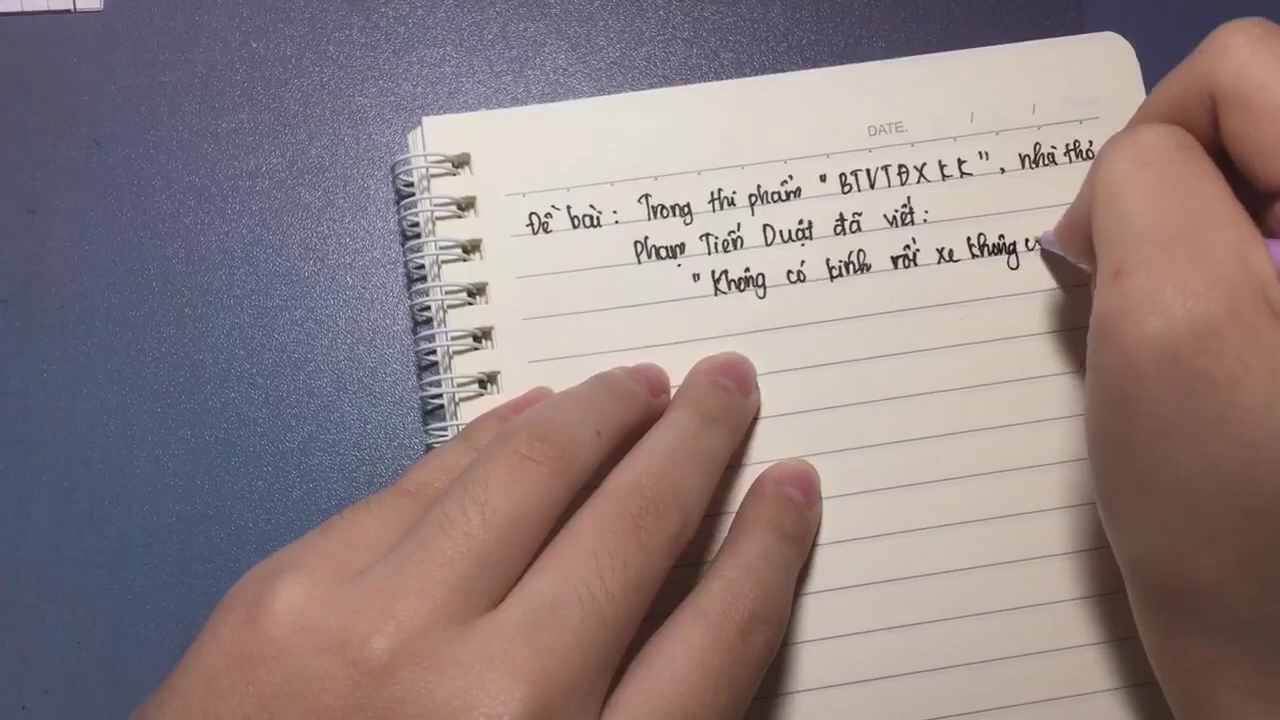 DATE. / /
Đề bài: Trong thi phẩm "BTVTĐXKK", nhà thơ
Phạm Tiến Duật đã viết:
"Không có kính rồi xe không